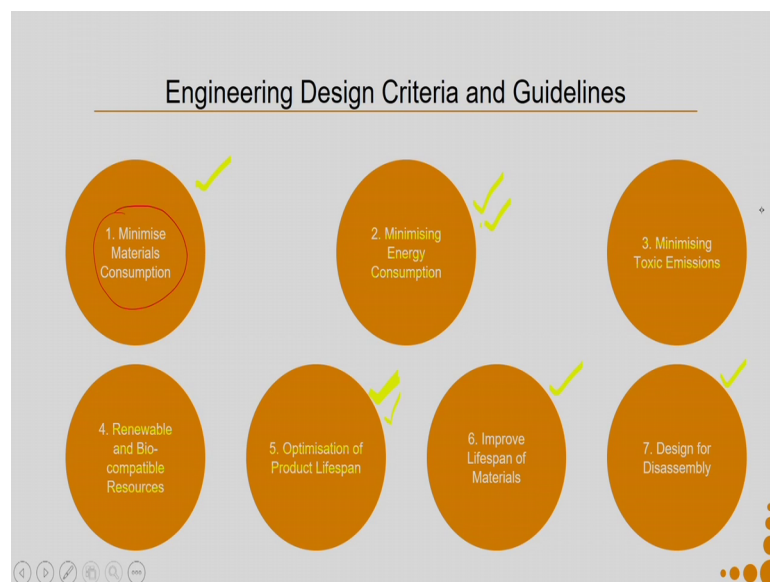 Engineering Design Criteria and Guidelines
1. Minimise
Materials
Consumption
2. Minimising
Energy
Consumption
3. Minimising
Toxic Emissions
4. Renewable
and Bio-
compatible
Resources
5. Optimisation of
Product Lifespan
6. Improve
Lifespan of
Materials
7. Design for
Disassembly